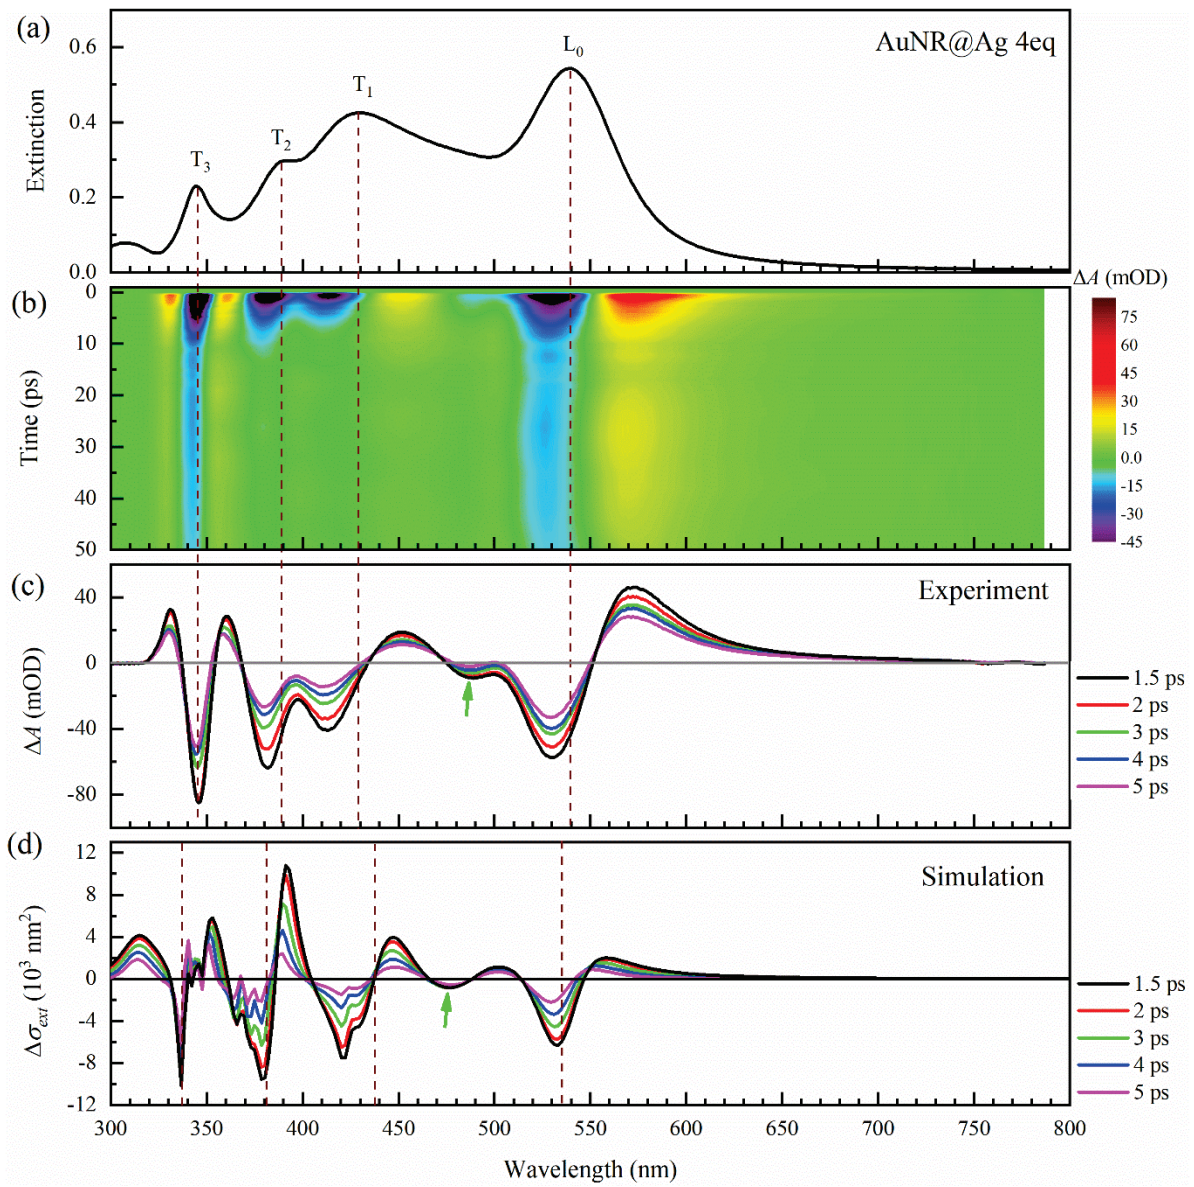 (a)
AuNR@Ag 4eq
L0
T1
T2
T3
Extinction
0.6
0.4
0.2
0.0
(b)
ΔA (mOD)
Time (ps)
0
10
20
30
40
50
75
60
45
30
15
0.0
-15
-30
-45
(c)
Experiment
ΔA (mOD)
40
0
-40
-80
1.5 ps
2 ps
3 ps
4 ps
5 ps
(d)
Simulation
Δσext (10³ nm²)
12
8
4
0
-4
-8
-12
1.5 ps
2 ps
3 ps
4 ps
5 ps
300 350 400 450 500 550 600 650 700 750 800
Wavelength (nm)